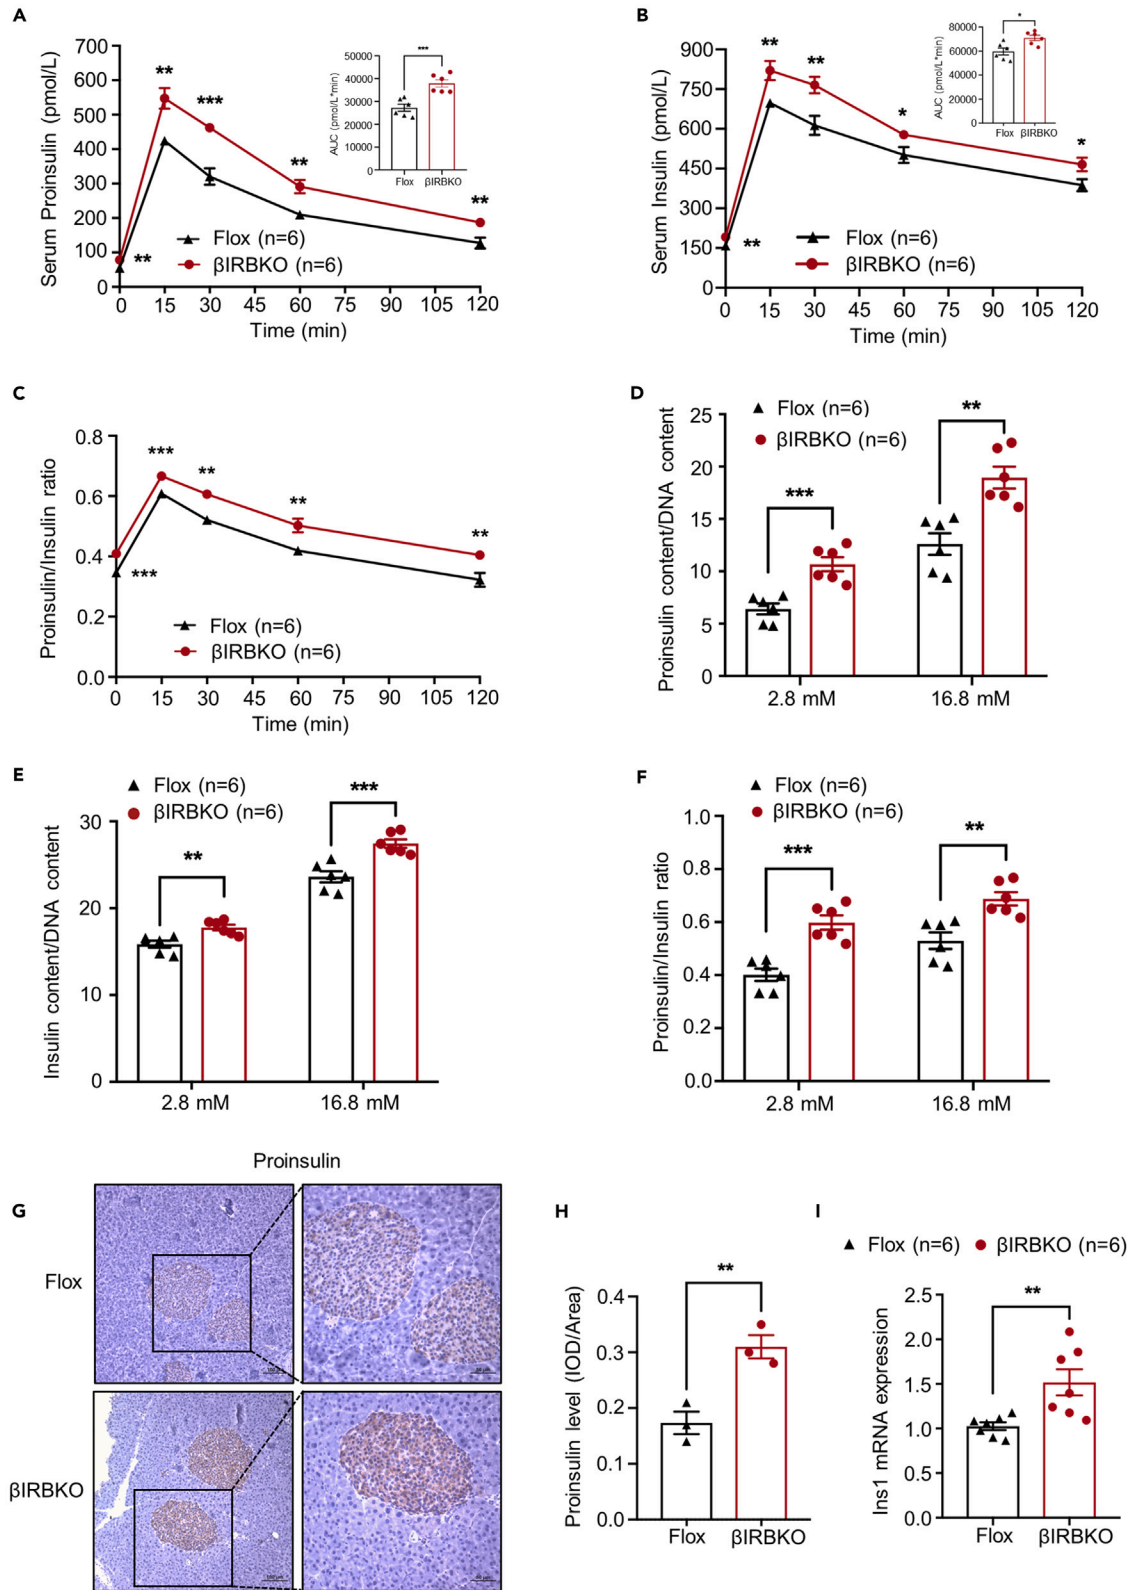 A
Serum Proinsulin (pmol/L)
700
600
500
400
300
200
100
0
**
***
**
**
**
Flox (n=6)
βIRBKO (n=6)
0 15 30 45 60 75 90 105 120
Time (min)
AUC (pmol/L*min)
50000
40000
30000
20000
10000
0
***
Flox βIRBKO
B
Serum Insulin (pmol/L)
900
750
600
450
300
150
0
**
**
*
*
**
Flox (n=6)
βIRBKO (n=6)
0 15 30 45 60 75 90 105 120
Time (min)
AUC (pmol/L*min)
80000
60000
40000
20000
0
*
Flox βIRBKO
C
Proinsulin/Insulin ratio
0.8
0.6
0.4
0.2
0.0
***
**
**
**
***
Flox (n=6)
βIRBKO (n=6)
0 15 30 45 60 75 90 105 120
Time (min)
D
Flox (n=6)
βIRBKO (n=6)
Proinsulin content/DNA content
25
20
15
10
5
0
***
**
2.8 mM 16.8 mM
E
Flox (n=6)
βIRBKO (n=6)
Insulin content/DNA content
30
20
10
0
**
***
2.8 mM 16.8 mM
F
Flox (n=6)
βIRBKO (n=6)
Proinsulin/Insulin ratio
1.0
0.8
0.6
0.4
0.2
0.0
***
**
2.8 mM 16.8 mM
G
Proinsulin
Flox
βIRBKO
H
Proinsulin level (IOD/Area)
0.4
0.3
0.2
0.1
0.0
**
Flox βIRBKO
I
Flox (n=6) βIRBKO (n=6)
Ins1 mRNA expression
2.5
2.0
1.5
1.0
0.5
0.0
**
Flox βIRBKO